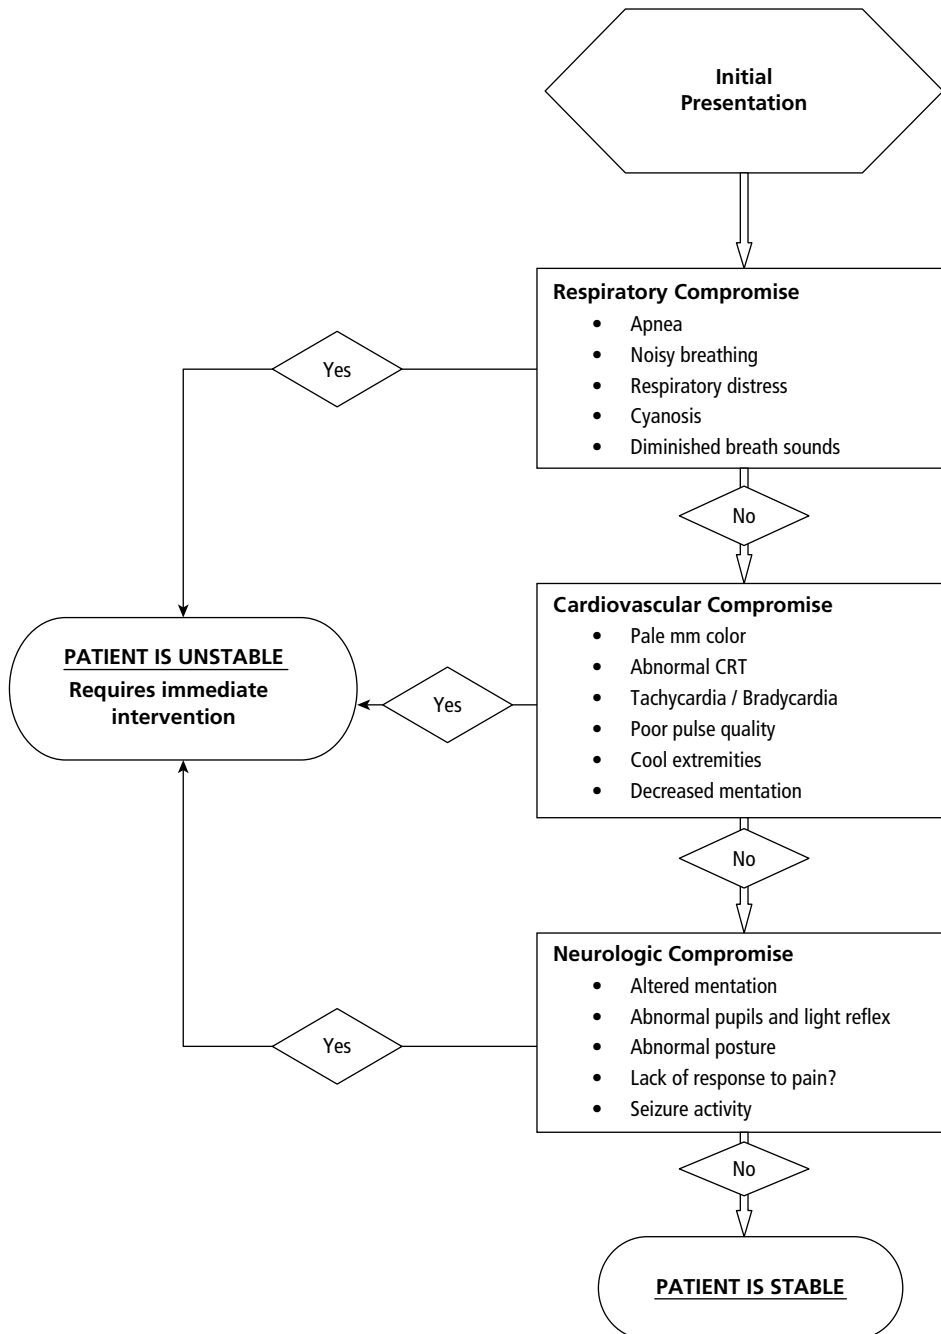 Initial
Presentation
Respiratory Compromise
• Apnea
• Noisy breathing
• Respiratory distress
• Cyanosis
• Diminished breath sounds
Yes
No
Cardiovascular Compromise
• Pale mm color
• Abnormal CRT
• Tachycardia / Bradycardia
• Poor pulse quality
• Cool extremities
• Decreased mentation
PATIENT IS UNSTABLE
Requires immediate
intervention
Yes
No
Neurologic Compromise
• Altered mentation
• Abnormal pupils and light reflex
• Abnormal posture
• Lack of response to pain?
• Seizure activity
Yes
No
PATIENT IS STABLE